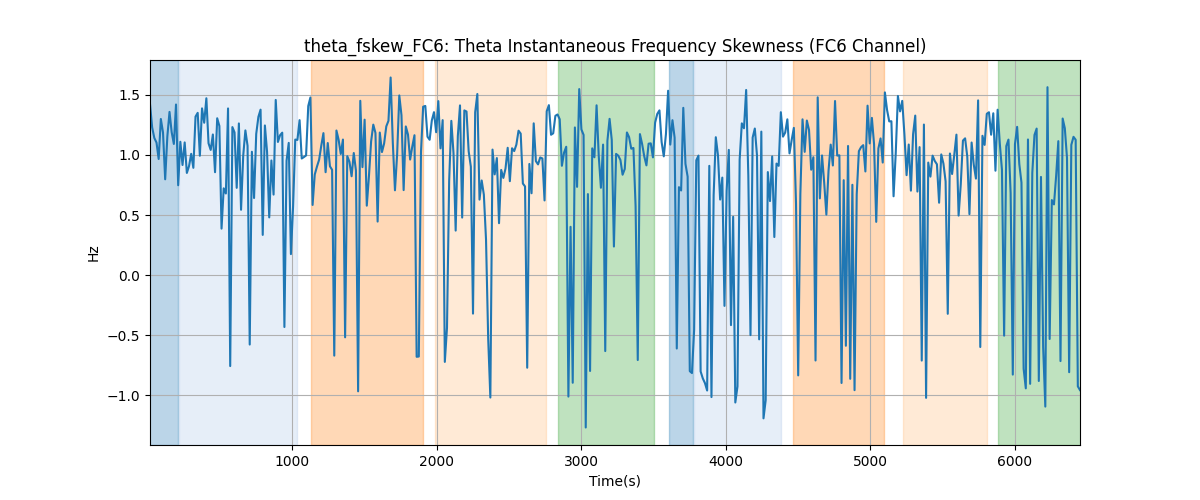 theta_fskew_FC6: Theta Instantaneous Frequency Skewness (FC6 Channel)
1.5
1.0
0.5
0.0
−0.5
−1.0
Hz
1000 2000 3000 4000 5000 6000
Time(s)